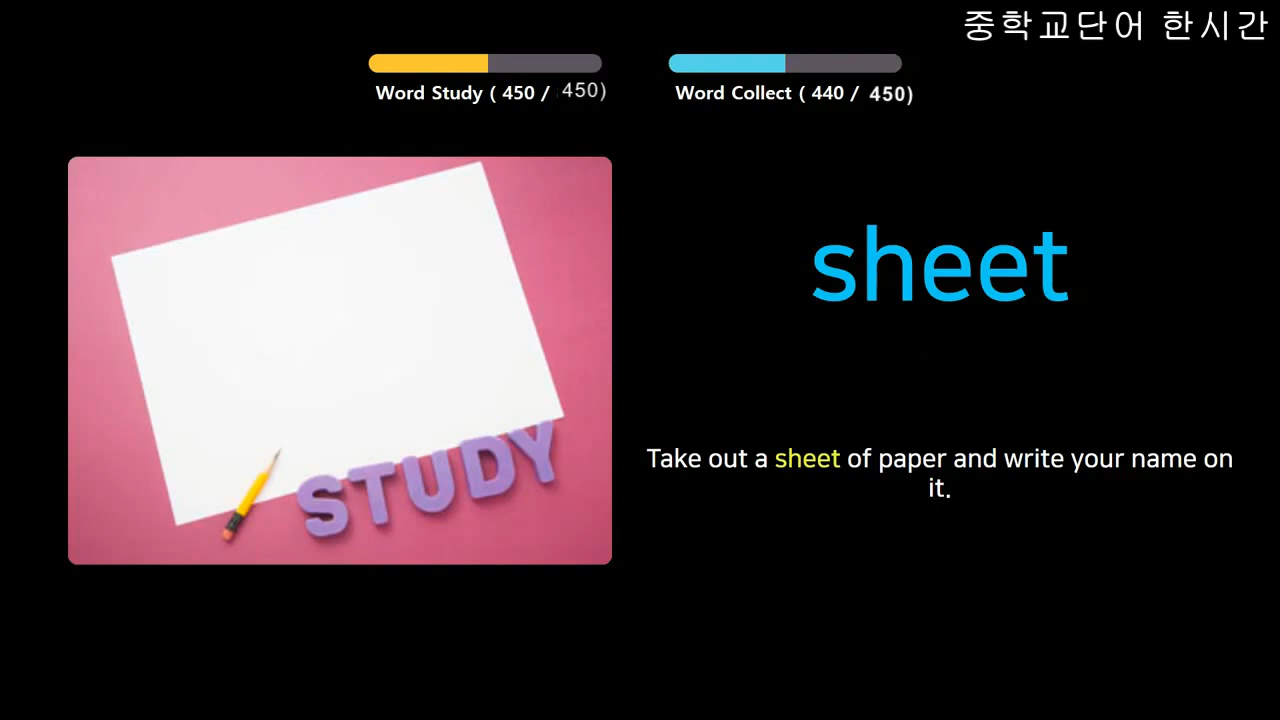 중학교단어 한시간
Word Study ( 450 / 450)
Word Collect ( 440 / 450)
sheet
STUDY
Take out a sheet of paper and write your name on
it.